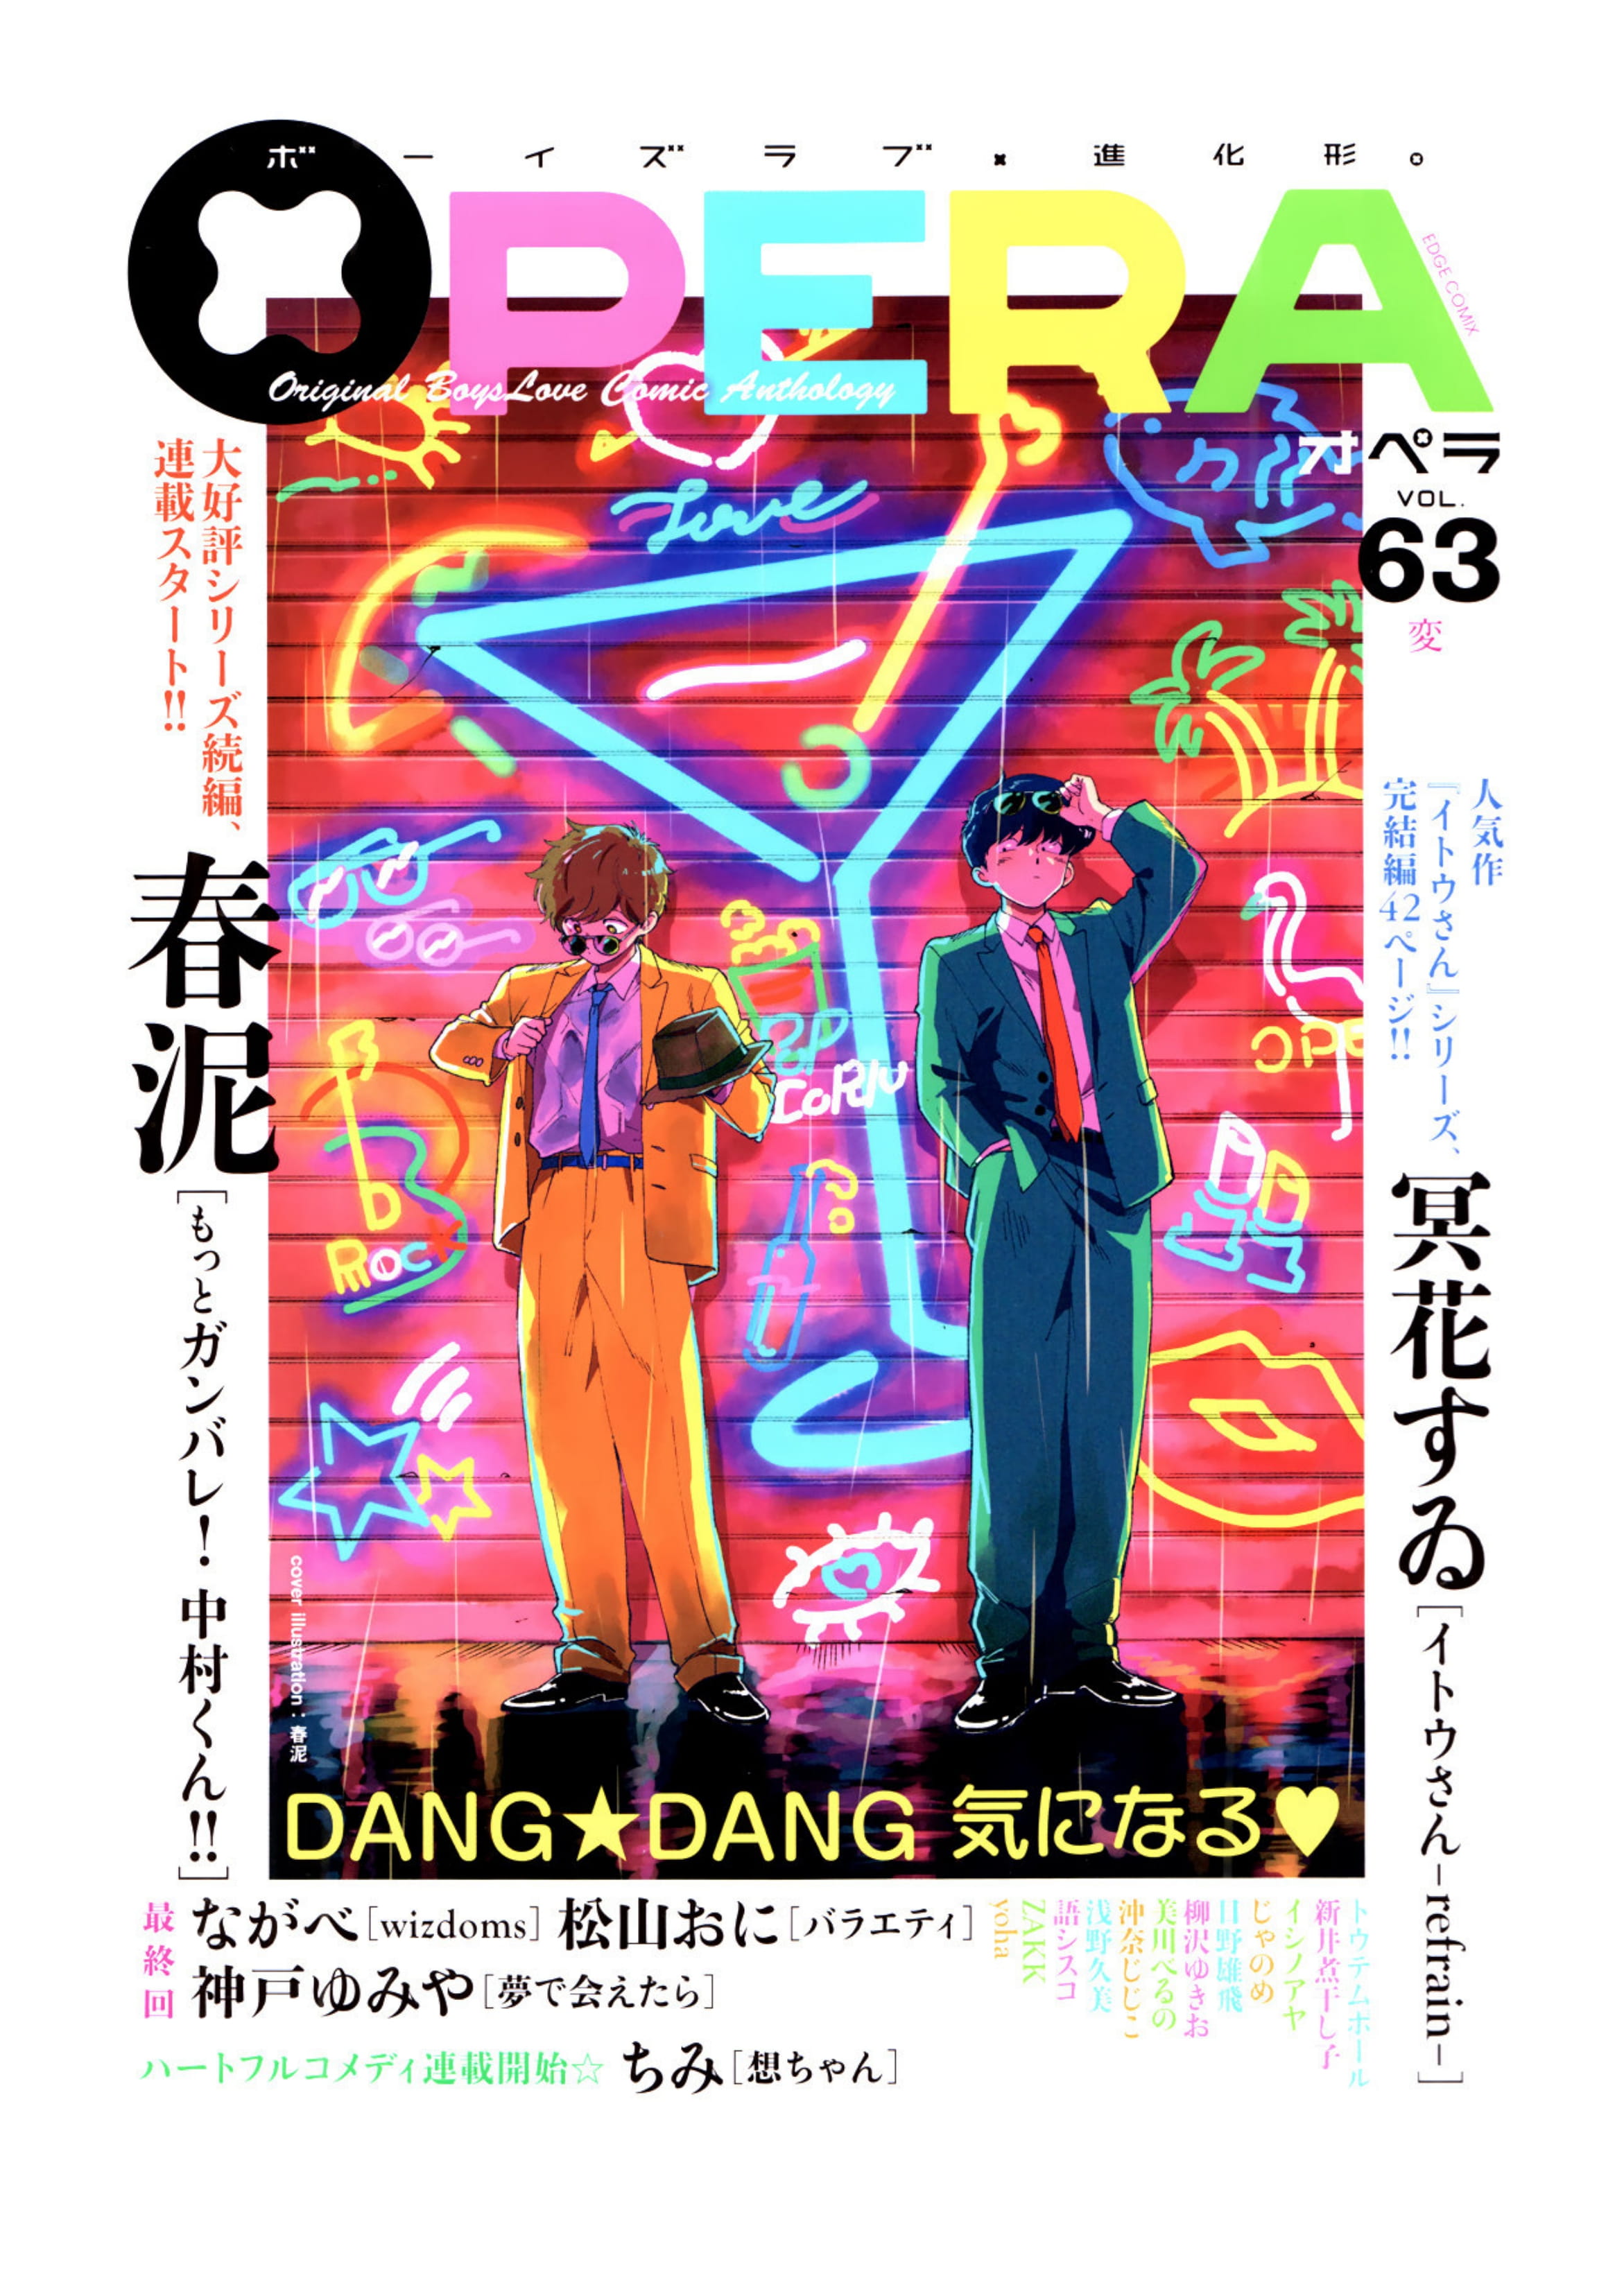 ボーイズラブ×進化形。
OPERA
EDGE COMIX
Original BoysLove Comic Anthology
オペラ
VOL.
63
変
大好評シリーズ続編、
連載スタート!!
春泥
［もっとガンバレ！中村くん!!］
人気作
『イトウさん』シリーズ、
完結編42ページ!!
冥花すゐ
［イトウさん−refrain−］
Love
POP
CORN
ROCK
OPE
cover illustration : 春泥
DANG★DANG 気になる♥
最終回
ながべ［wizdoms］ 松山おに［バラエティ］
神戸ゆみや［夢で会えたら］
ハートフルコメディ連載開始☆ ちみ［想ちゃん］
トウテムポール
新井煮干し子
イシノアヤ
じゃのめ
日野雄飛
柳沢ゆきお
美川べるの
沖奈じじこ
浅野久美
語シスコ
ZAKK
yoha